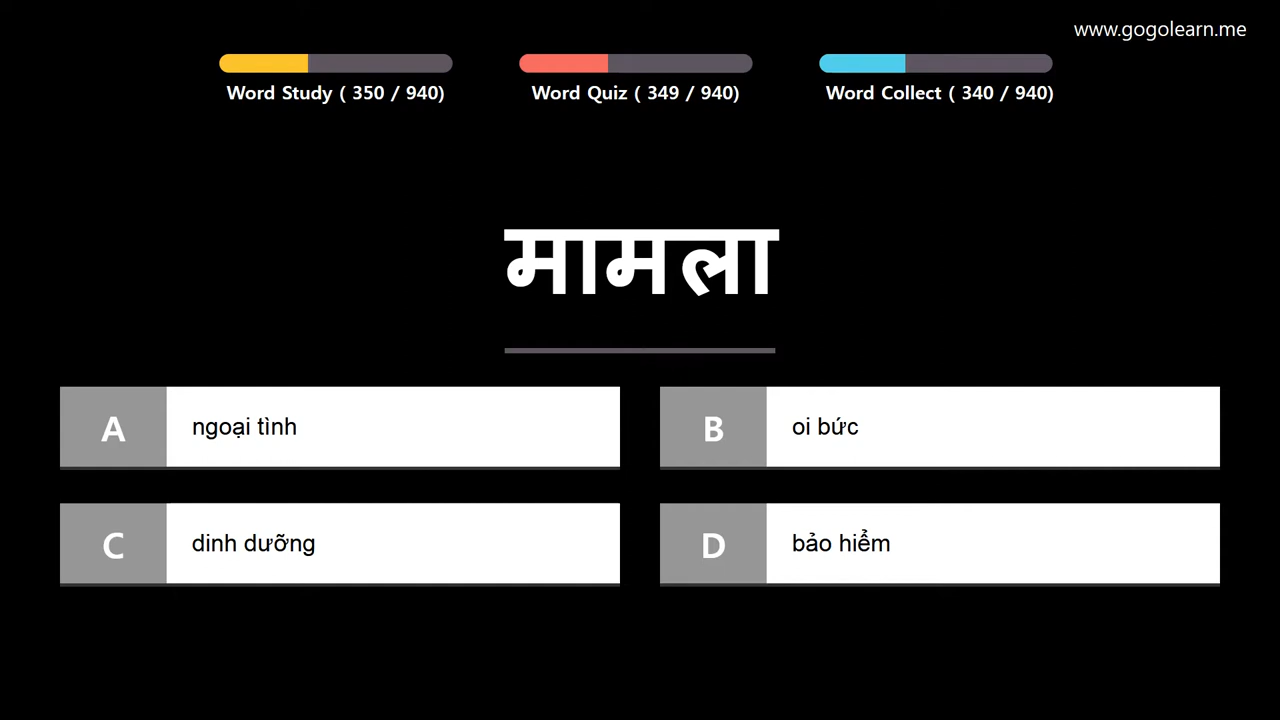 www.gogolearn.me
Word Study ( 350 / 940)
Word Quiz ( 349 / 940)
Word Collect ( 340 / 940)
मामला
A ngoại tình
B oi bức
C dinh dưỡng
D bảo hiểm